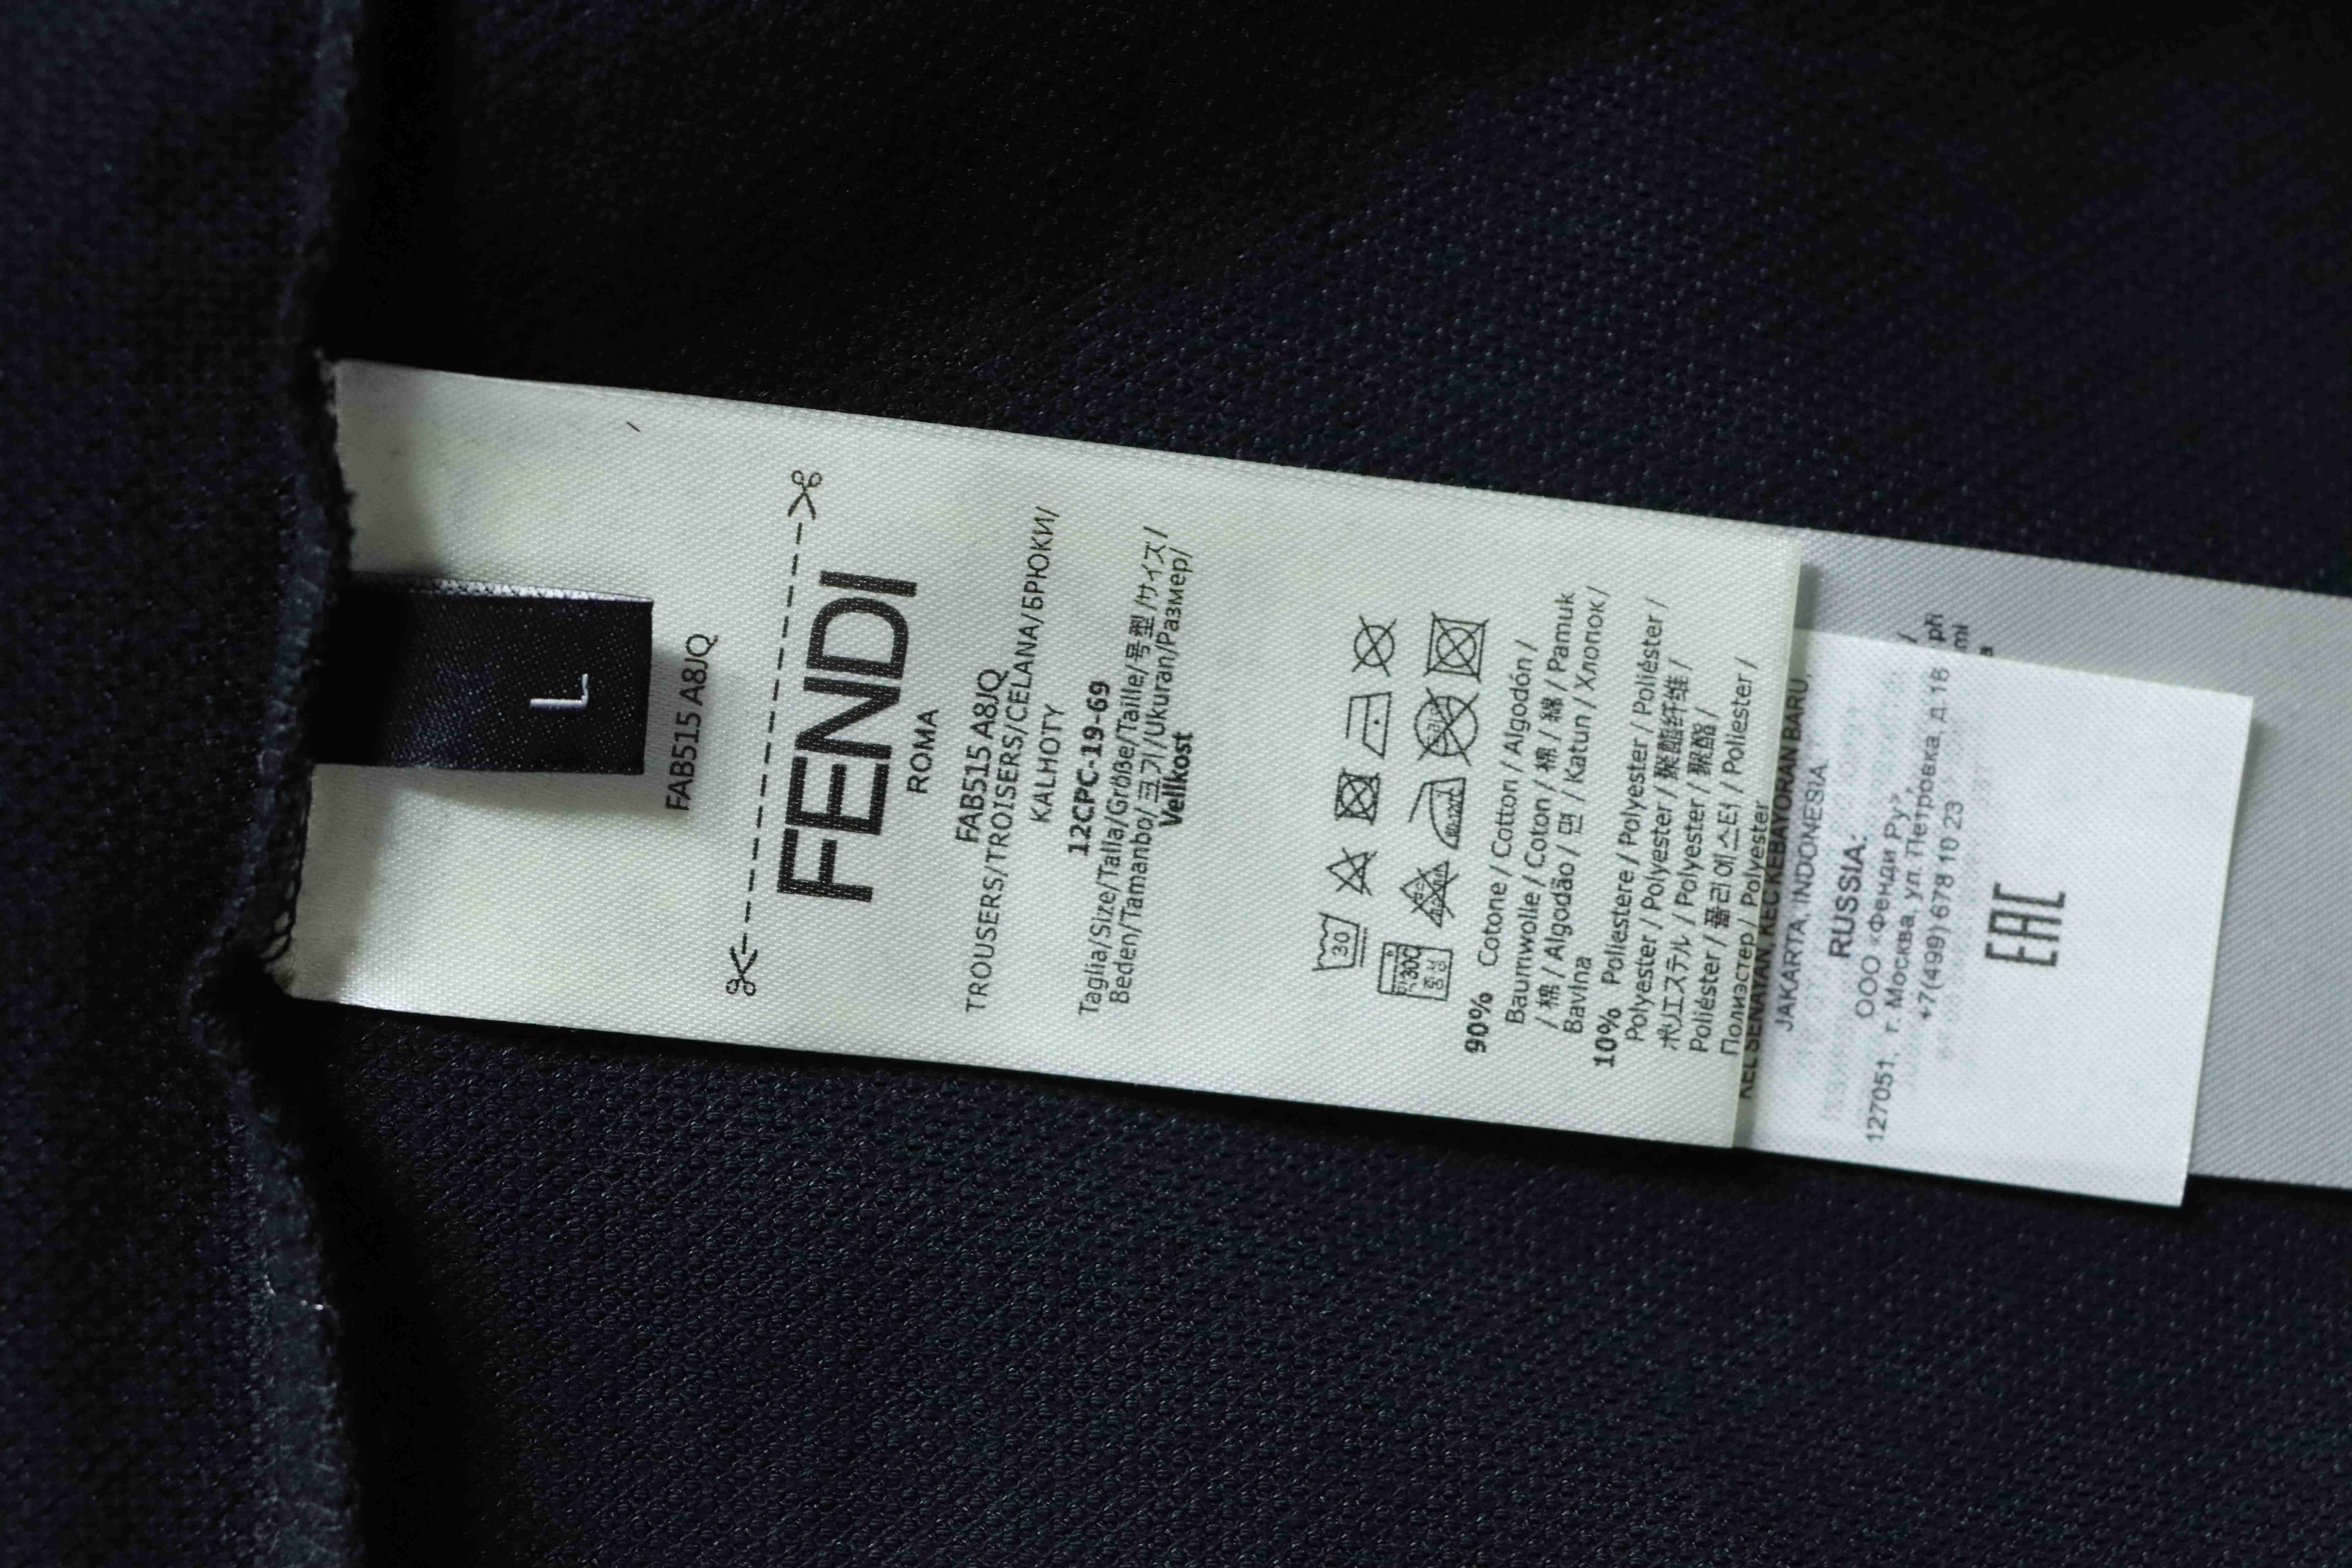 L
FAB515 A8JQ
FENDI
ROMA
FAB515 A8JQ
TROUSERS/TROISERS/CELANA/БРЮКИ/
KALHOTY
12CPC-19-69
Taglia/Size/Talla/Größe/Taille/号型/サイズ/
Beden/Tamanbo/크기/Ukuran/Размер/
Velikost
30
90% Cotone / Cotton / Algodón /
Baumwolle / Coton / 棉 / 綿 / Pamuk
/ 棉 / Algodão / 면 / Katun / Хлопок /
Bavlna
10% Poliestere / Polyester / Poliéster /
Polyester / Polyester / 聚酯纤维 /
ポリエステル / Polyester / 聚酯 /
Poliéster / 폴리에스터 / Poliester /
Полиэстер / Polyester
KEL SENAYAN, KEC KEBAYORAN BARU,
JAKARTA, INDONESIA
RUSSIA:
ООО «Фенди Ру»,
127051, г. Москва, ул. Петровка, д.16
+7(499) 678 10 23
EAC